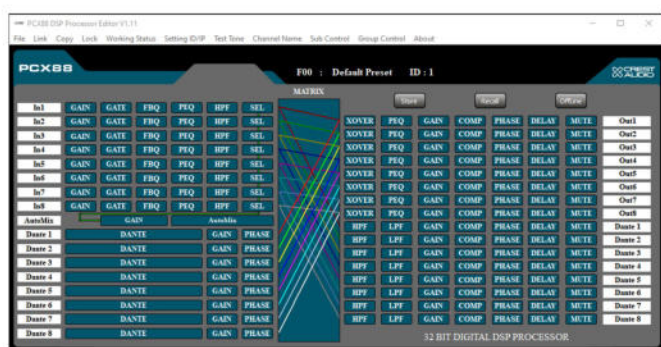 PCX88 DSP Processor Editor V1.11
File Link Copy Lock Working Status Setting ID/IP Test Tone Channel Name Sub Control Group Control About
PCX88
F00 : Default Preset ID : 1
CREST AUDIO
MATRIX
Store Recall Offline
In1 GAIN GATE FBQ PEQ HPF SEL XOVER PEQ GAIN COMP PHASE DELAY MUTE Out1
In2 GAIN GATE FBQ PEQ HPF SEL XOVER PEQ GAIN COMP PHASE DELAY MUTE Out2
In3 GAIN GATE FBQ PEQ HPF SEL XOVER PEQ GAIN COMP PHASE DELAY MUTE Out3
In4 GAIN GATE FBQ PEQ HPF SEL XOVER PEQ GAIN COMP PHASE DELAY MUTE Out4
In5 GAIN GATE FBQ PEQ HPF SEL XOVER PEQ GAIN COMP PHASE DELAY MUTE Out5
In6 GAIN GATE FBQ PEQ HPF SEL XOVER PEQ GAIN COMP PHASE DELAY MUTE Out6
In7 GAIN GATE FBQ PEQ HPF SEL XOVER PEQ GAIN COMP PHASE DELAY MUTE Out7
In8 GAIN GATE FBQ PEQ HPF SEL XOVER PEQ GAIN COMP PHASE DELAY MUTE Out8
AutoMix GAIN AutoMix HPF LPF GAIN COMP PHASE DELAY MUTE Dante 1
Dante 1 DANTE GAIN PHASE HPF LPF GAIN COMP PHASE DELAY MUTE Dante 2
Dante 2 DANTE GAIN PHASE HPF LPF GAIN COMP PHASE DELAY MUTE Dante 3
Dante 3 DANTE GAIN PHASE HPF LPF GAIN COMP PHASE DELAY MUTE Dante 4
Dante 4 DANTE GAIN PHASE HPF LPF GAIN COMP PHASE DELAY MUTE Dante 5
Dante 5 DANTE GAIN PHASE HPF LPF GAIN COMP PHASE DELAY MUTE Dante 6
Dante 6 DANTE GAIN PHASE HPF LPF GAIN COMP PHASE DELAY MUTE Dante 7
Dante 7 DANTE GAIN PHASE HPF LPF GAIN COMP PHASE DELAY MUTE Dante 8
Dante 8 DANTE GAIN PHASE
32 BIT DIGITAL DSP PROCESSOR